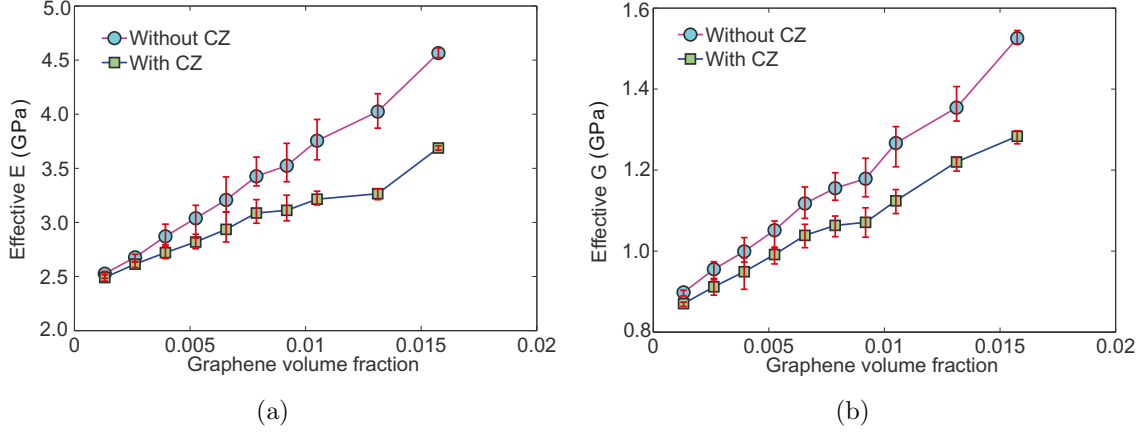 5.0
4.5
4.0
3.5
3.0
2.5
2.0
Effective E (GPa)
Without CZ
With CZ
0
0.005
0.01
0.015
0.02
Graphene volume fraction
(a)
1.6
1.4
1.2
1.0
0.8
Effective G (GPa)
Without CZ
With CZ
0
0.005
0.01
0.015
0.02
Graphene volume fraction
(b)